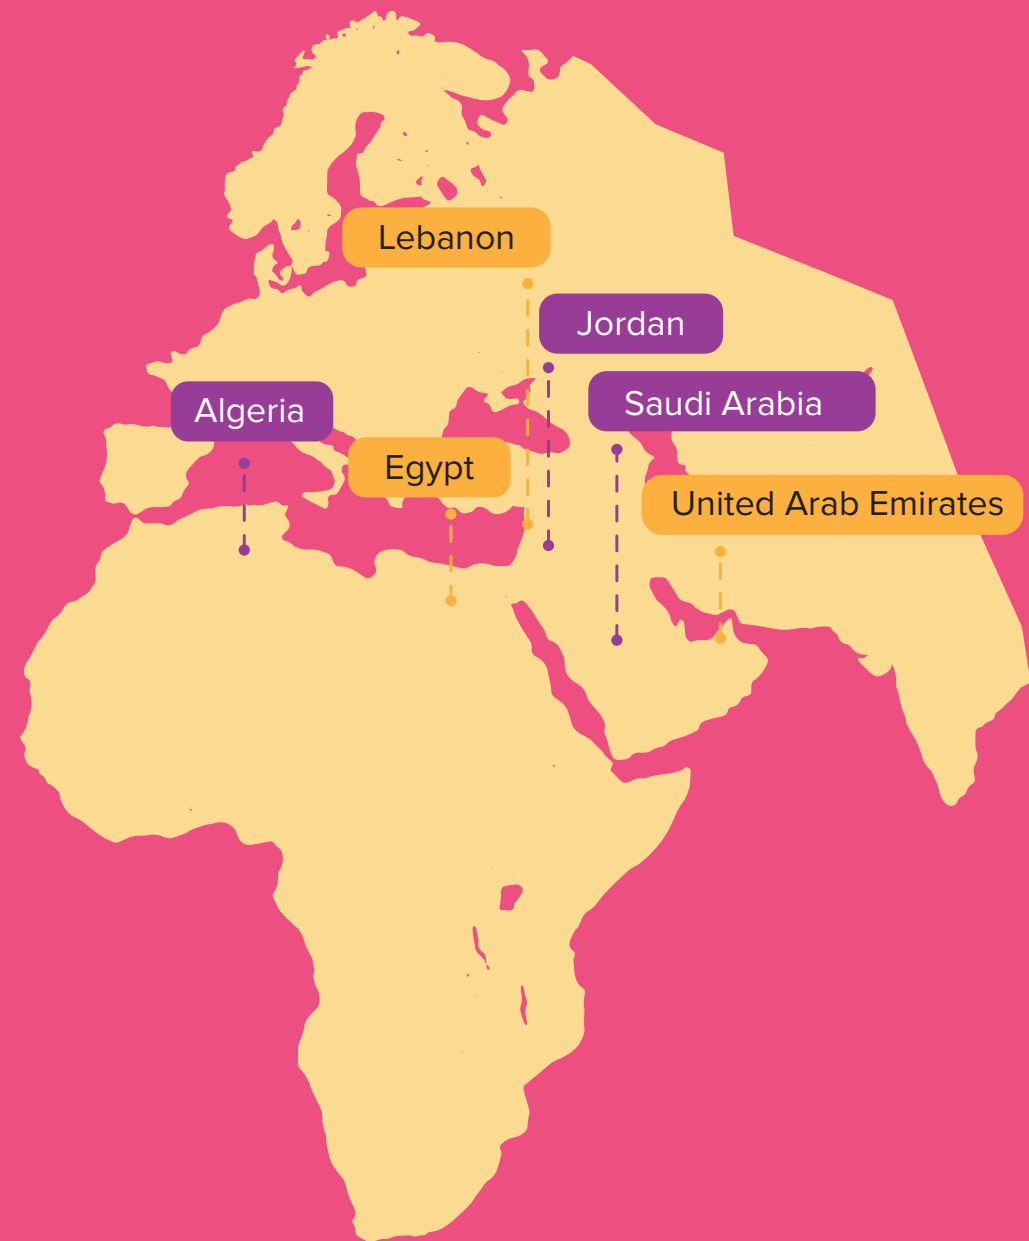 Lebanon
Jordan
Algeria
Saudi Arabia
Egypt
United Arab Emirates